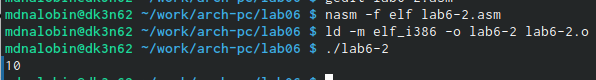 mdnalobin@dk3n62 ~/work/arch-pc/lab06 $ nasm -f elf lab6-2.asm
mdnalobin@dk3n62 ~/work/arch-pc/lab06 $ ld -m elf_i386 -o lab6-2 lab6-2.o
mdnalobin@dk3n62 ~/work/arch-pc/lab06 $ ./lab6-2
10